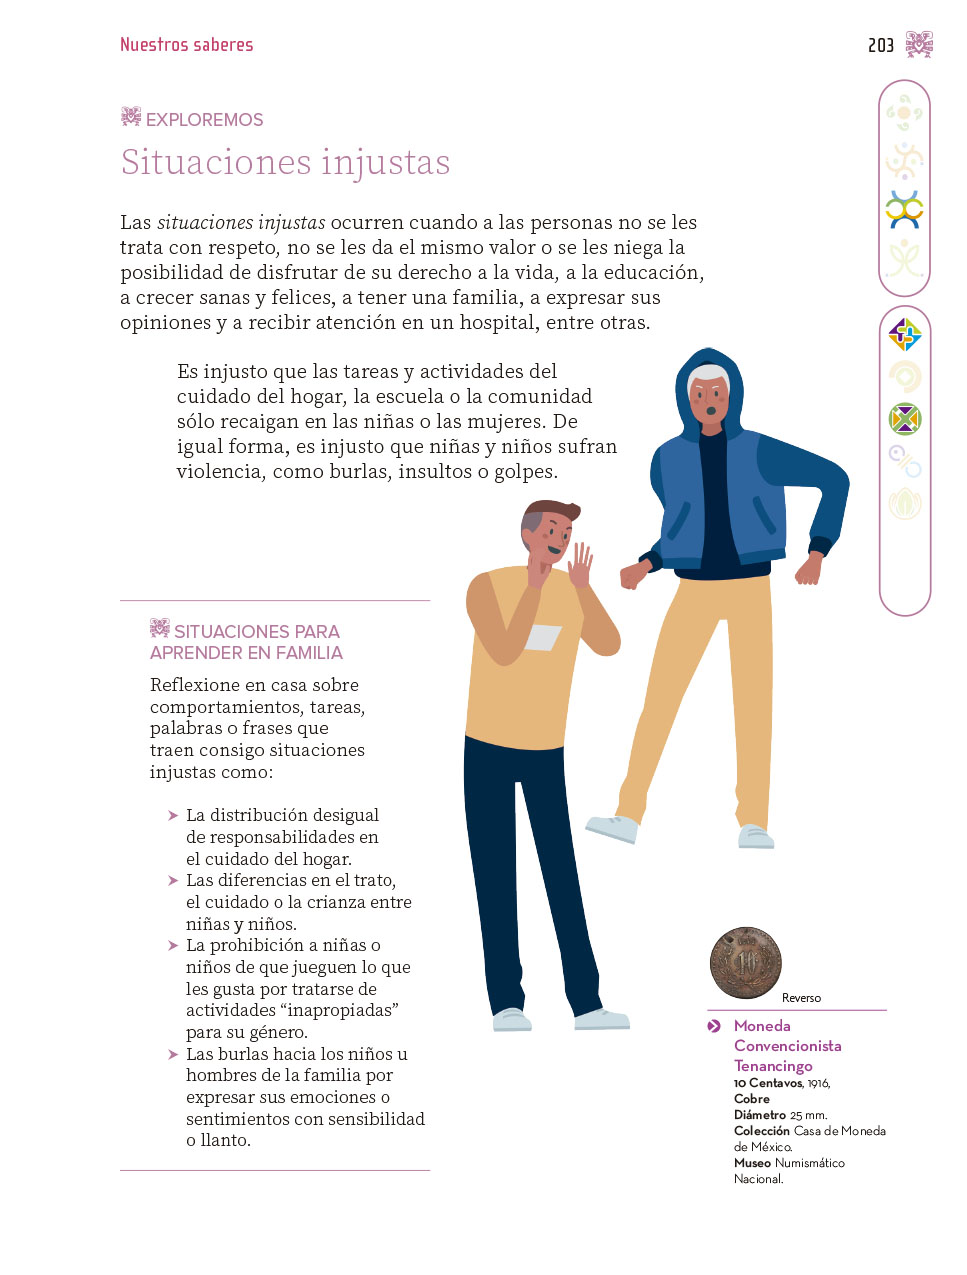 Nuestros saberes
203
EXPLOREMOS
Situaciones injustas
Las situaciones injustas ocurren cuando a las personas no se les
trata con respeto, no se les da el mismo valor o se les niega la
posibilidad de disfrutar de su derecho a la vida, a la educación,
a crecer sanas y felices, a tener una familia, a expresar sus
opiniones y a recibir atención en un hospital, entre otras.
Es injusto que las tareas y actividades del
cuidado del hogar, la escuela o la comunidad
sólo recaigan en las niñas o las mujeres. De
igual forma, es injusto que niñas y niños sufran
violencia, como burlas, insultos o golpes.
SITUACIONES PARA
APRENDER EN FAMILIA
Reflexione en casa sobre
comportamientos, tareas,
palabras o frases que
traen consigo situaciones
injustas como:
➤ La distribución desigual
de responsabilidades en
el cuidado del hogar.
➤ Las diferencias en el trato,
el cuidado o la crianza entre
niñas y niños.
➤ La prohibición a niñas o
niños de que jueguen lo que
les gusta por tratarse de
actividades “inapropiadas”
para su género.
➤ Las burlas hacia los niños u
hombres de la familia por
expresar sus emociones o
sentimientos con sensibilidad
o llanto.
10
Reverso
Moneda
Convencionista
Tenancingo
10 Centavos, 1916,
Cobre
Diámetro 25 mm.
Colección Casa de Moneda
de México.
Museo Numismático
Nacional.